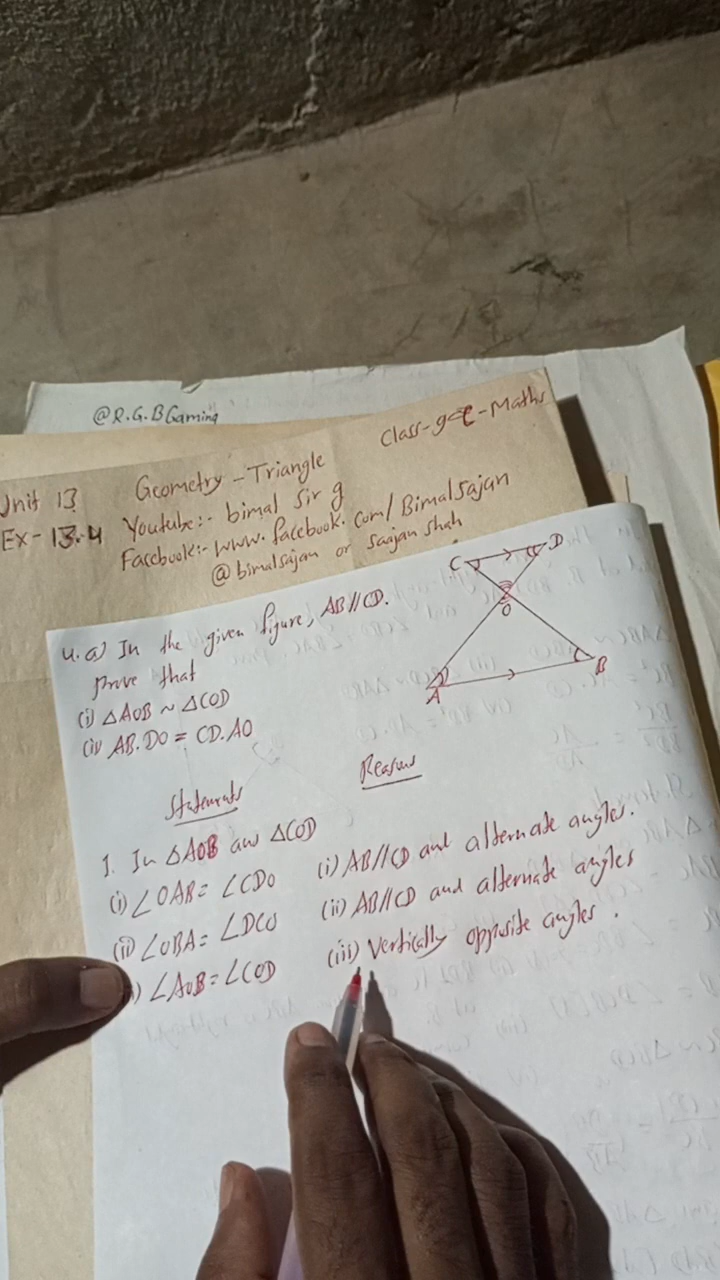 @R.G.BGaming
Class-9 - Maths
Unit 13 Geometry - Triangle
Ex- 13.4 Youtube:- bimal sir g
Facebook:- www.facebook.com/Bimalsajan
@bimalsajan or saajan shah
4.a) In the given figure, AB//CD.
Prove that
(i) △AOB ~ △COD
(ii) AB.DO = CD.AO
C D
O
A B
Statements Reasons
1. In △AOB and △COD
(i) ∠OAB = ∠CDO (i) AB//CD and alternate angles.
(ii) ∠OBA = ∠DCO (ii) AB//CD and alternate angles
) ∠AOB = ∠COD (iii) Vertically opposite angles.